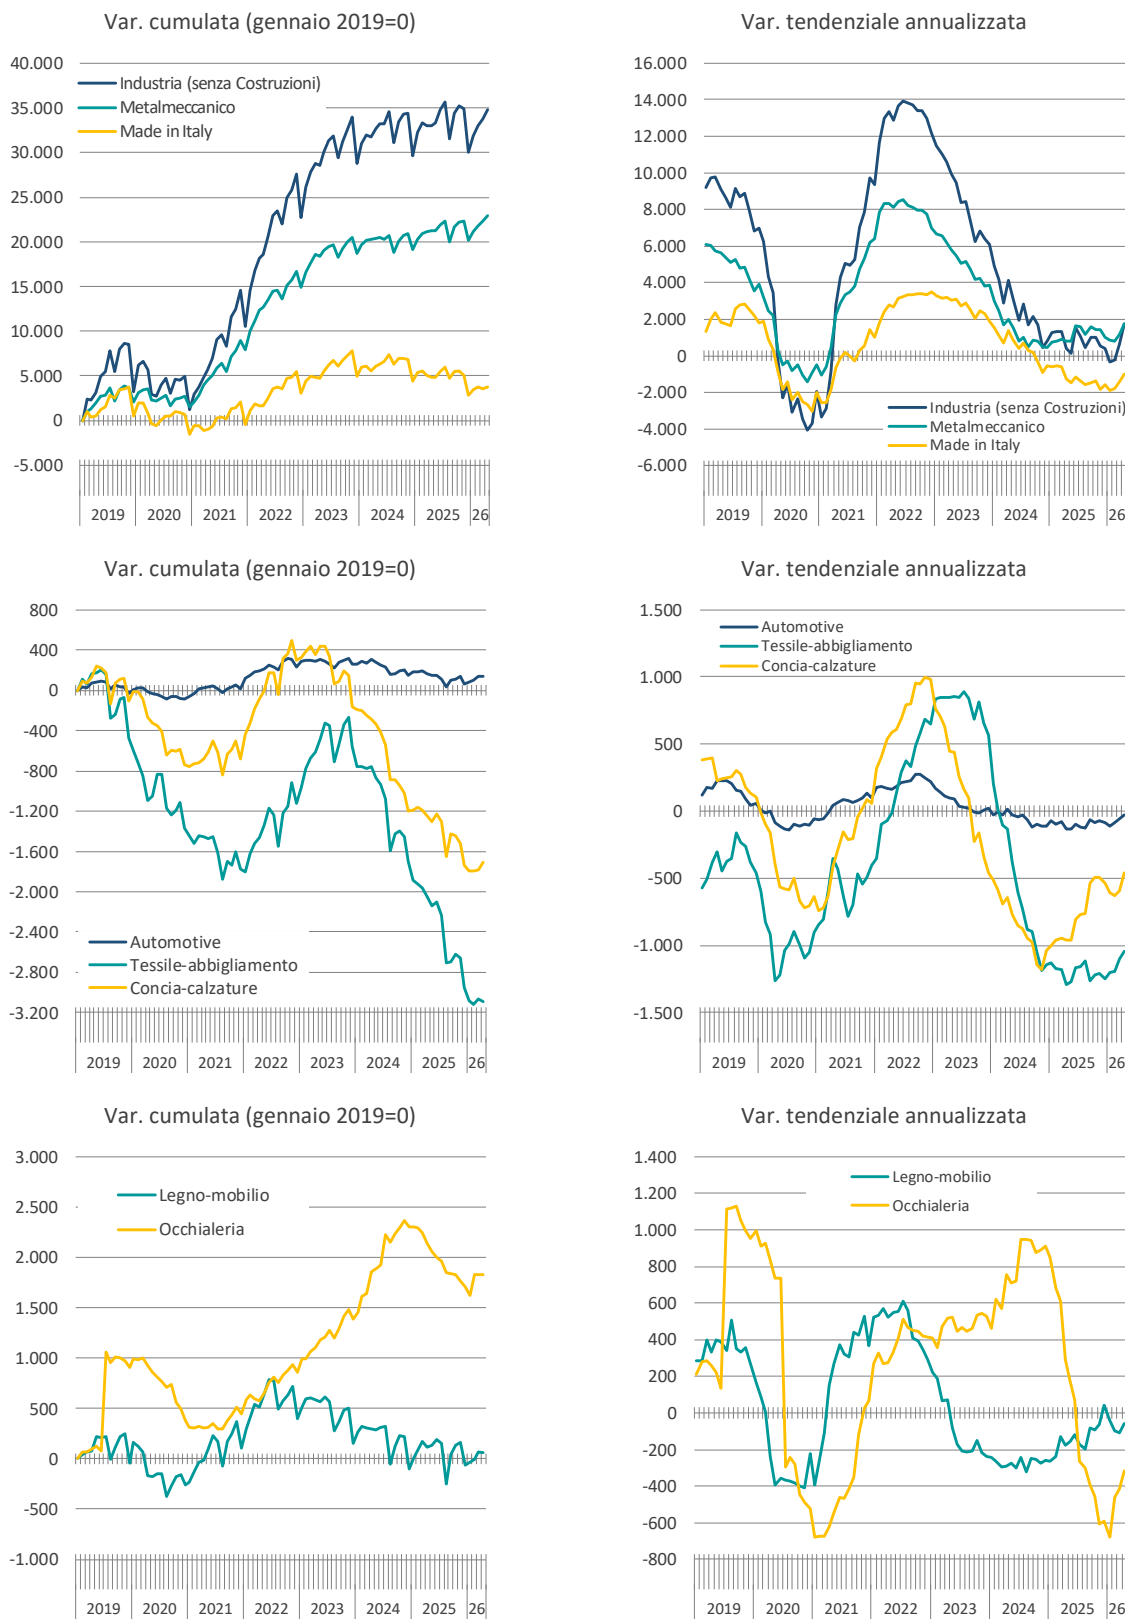 Var. cumulata (gennaio 2019=0)
40.000
35.000
30.000
25.000
20.000
15.000
10.000
5.000
0
-5.000
Industria (senza Costruzioni)
Metalmeccanico
Made in Italy
2019 2020 2021 2022 2023 2024 2025 26
Var. tendenziale annualizzata
16.000
14.000
12.000
10.000
8.000
6.000
4.000
2.000
0
-2.000
-4.000
-6.000
Industria (senza Costruzioni)
Metalmeccanico
Made in Italy
2019 2020 2021 2022 2023 2024 2025 26
Var. cumulata (gennaio 2019=0)
800
400
0
-400
-800
-1.200
-1.600
-2.000
-2.400
-2.800
-3.200
Automotive
Tessile-abbigliamento
Concia-calzature
2019 2020 2021 2022 2023 2024 2025 26
Var. tendenziale annualizzata
1.500
1.000
500
0
-500
-1.000
-1.500
Automotive
Tessile-abbigliamento
Concia-calzature
2019 2020 2021 2022 2023 2024 2025 26
Var. cumulata (gennaio 2019=0)
3.000
2.500
2.000
1.500
1.000
500
0
-500
-1.000
Legno-mobilio
Occhialeria
2019 2020 2021 2022 2023 2024 2025 26
Var. tendenziale annualizzata
1.400
1.200
1.000
800
600
400
200
0
-200
-400
-600
-800
Legno-mobilio
Occhialeria
2019 2020 2021 2022 2023 2024 2025 26